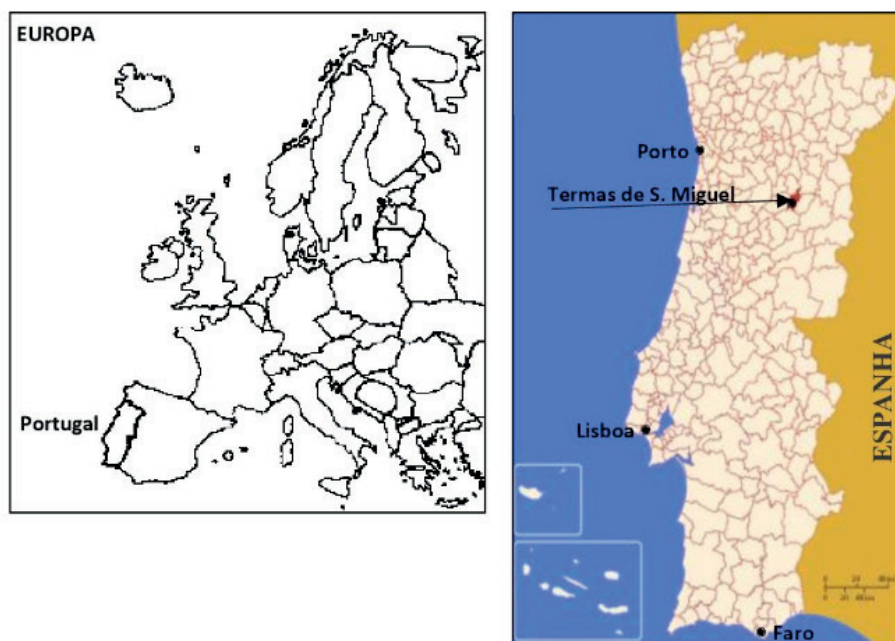 EUROPA
Portugal
Porto
Termas de S. Miguel
Lisboa
ESPANHA
Faro